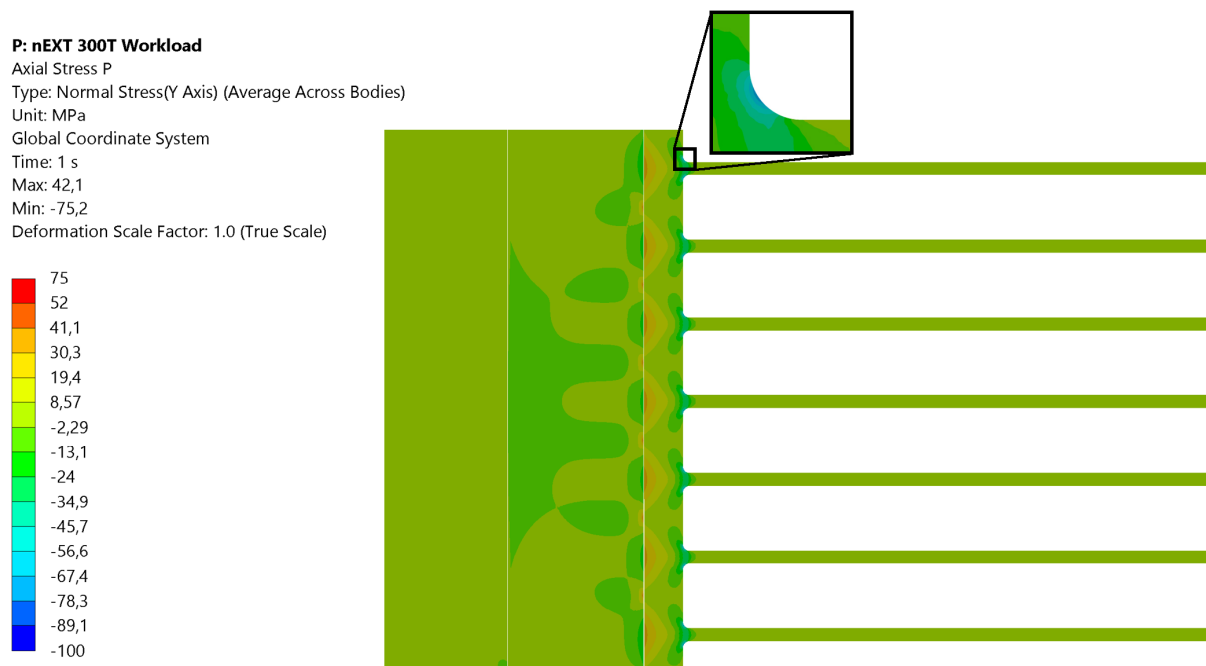 P: nEXT 300T Workload
Axial Stress P
Type: Normal Stress(Y Axis) (Average Across Bodies)
Unit: MPa
Global Coordinate System
Time: 1 s
Max: 42,1
Min: -75,2
Deformation Scale Factor: 1.0 (True Scale)
75
52
41,1
30,3
19,4
8,57
-2,29
-13,1
-24
-34,9
-45,7
-56,6
-67,4
-78,3
-89,1
-100